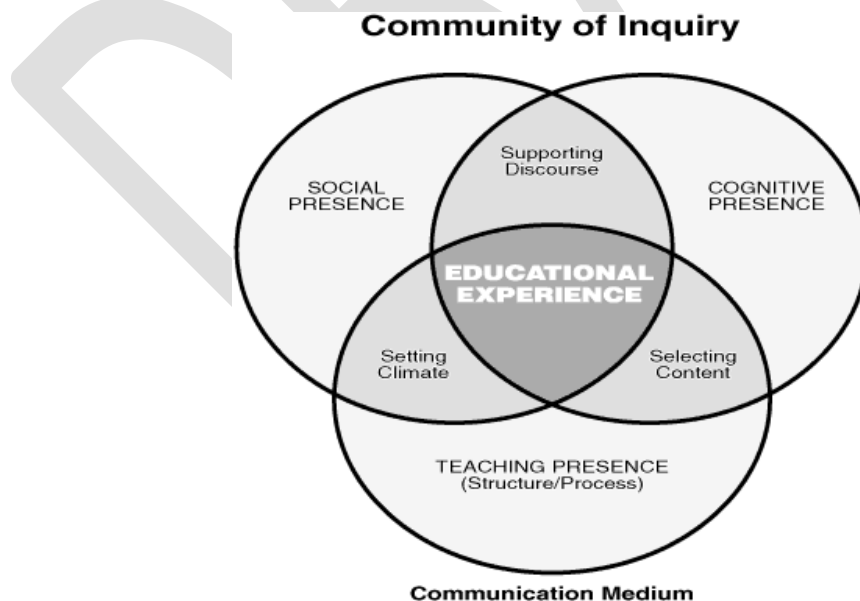 Community of Inquiry
Supporting
Discourse
SOCIAL
PRESENCE
COGNITIVE
PRESENCE
EDUCATIONAL
EXPERIENCE
Setting
Climate
Selecting
Content
TEACHING PRESENCE
(Structure/Process)
Communication Medium